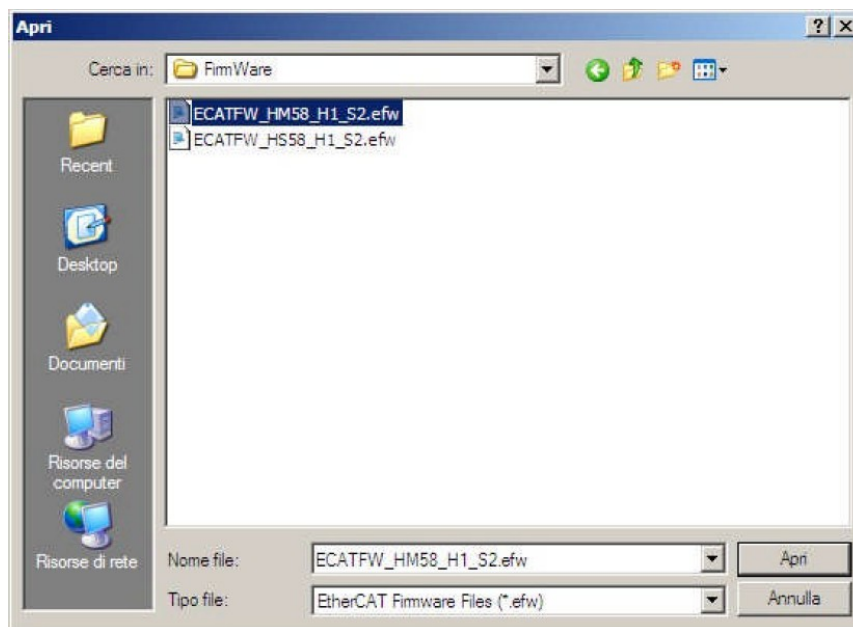 Apri
Cerca in: FirmWare
ECATFW_HM58_H1_S2.efw
ECATFW_HS58_H1_S2.efw
Recent
Desktop
Documenti
Risorse del
computer
Risorse di rete
Nome file: ECATFW_HM58_H1_S2.efw Apri
Tipo file: EtherCAT Firmware Files (*.efw) Annulla